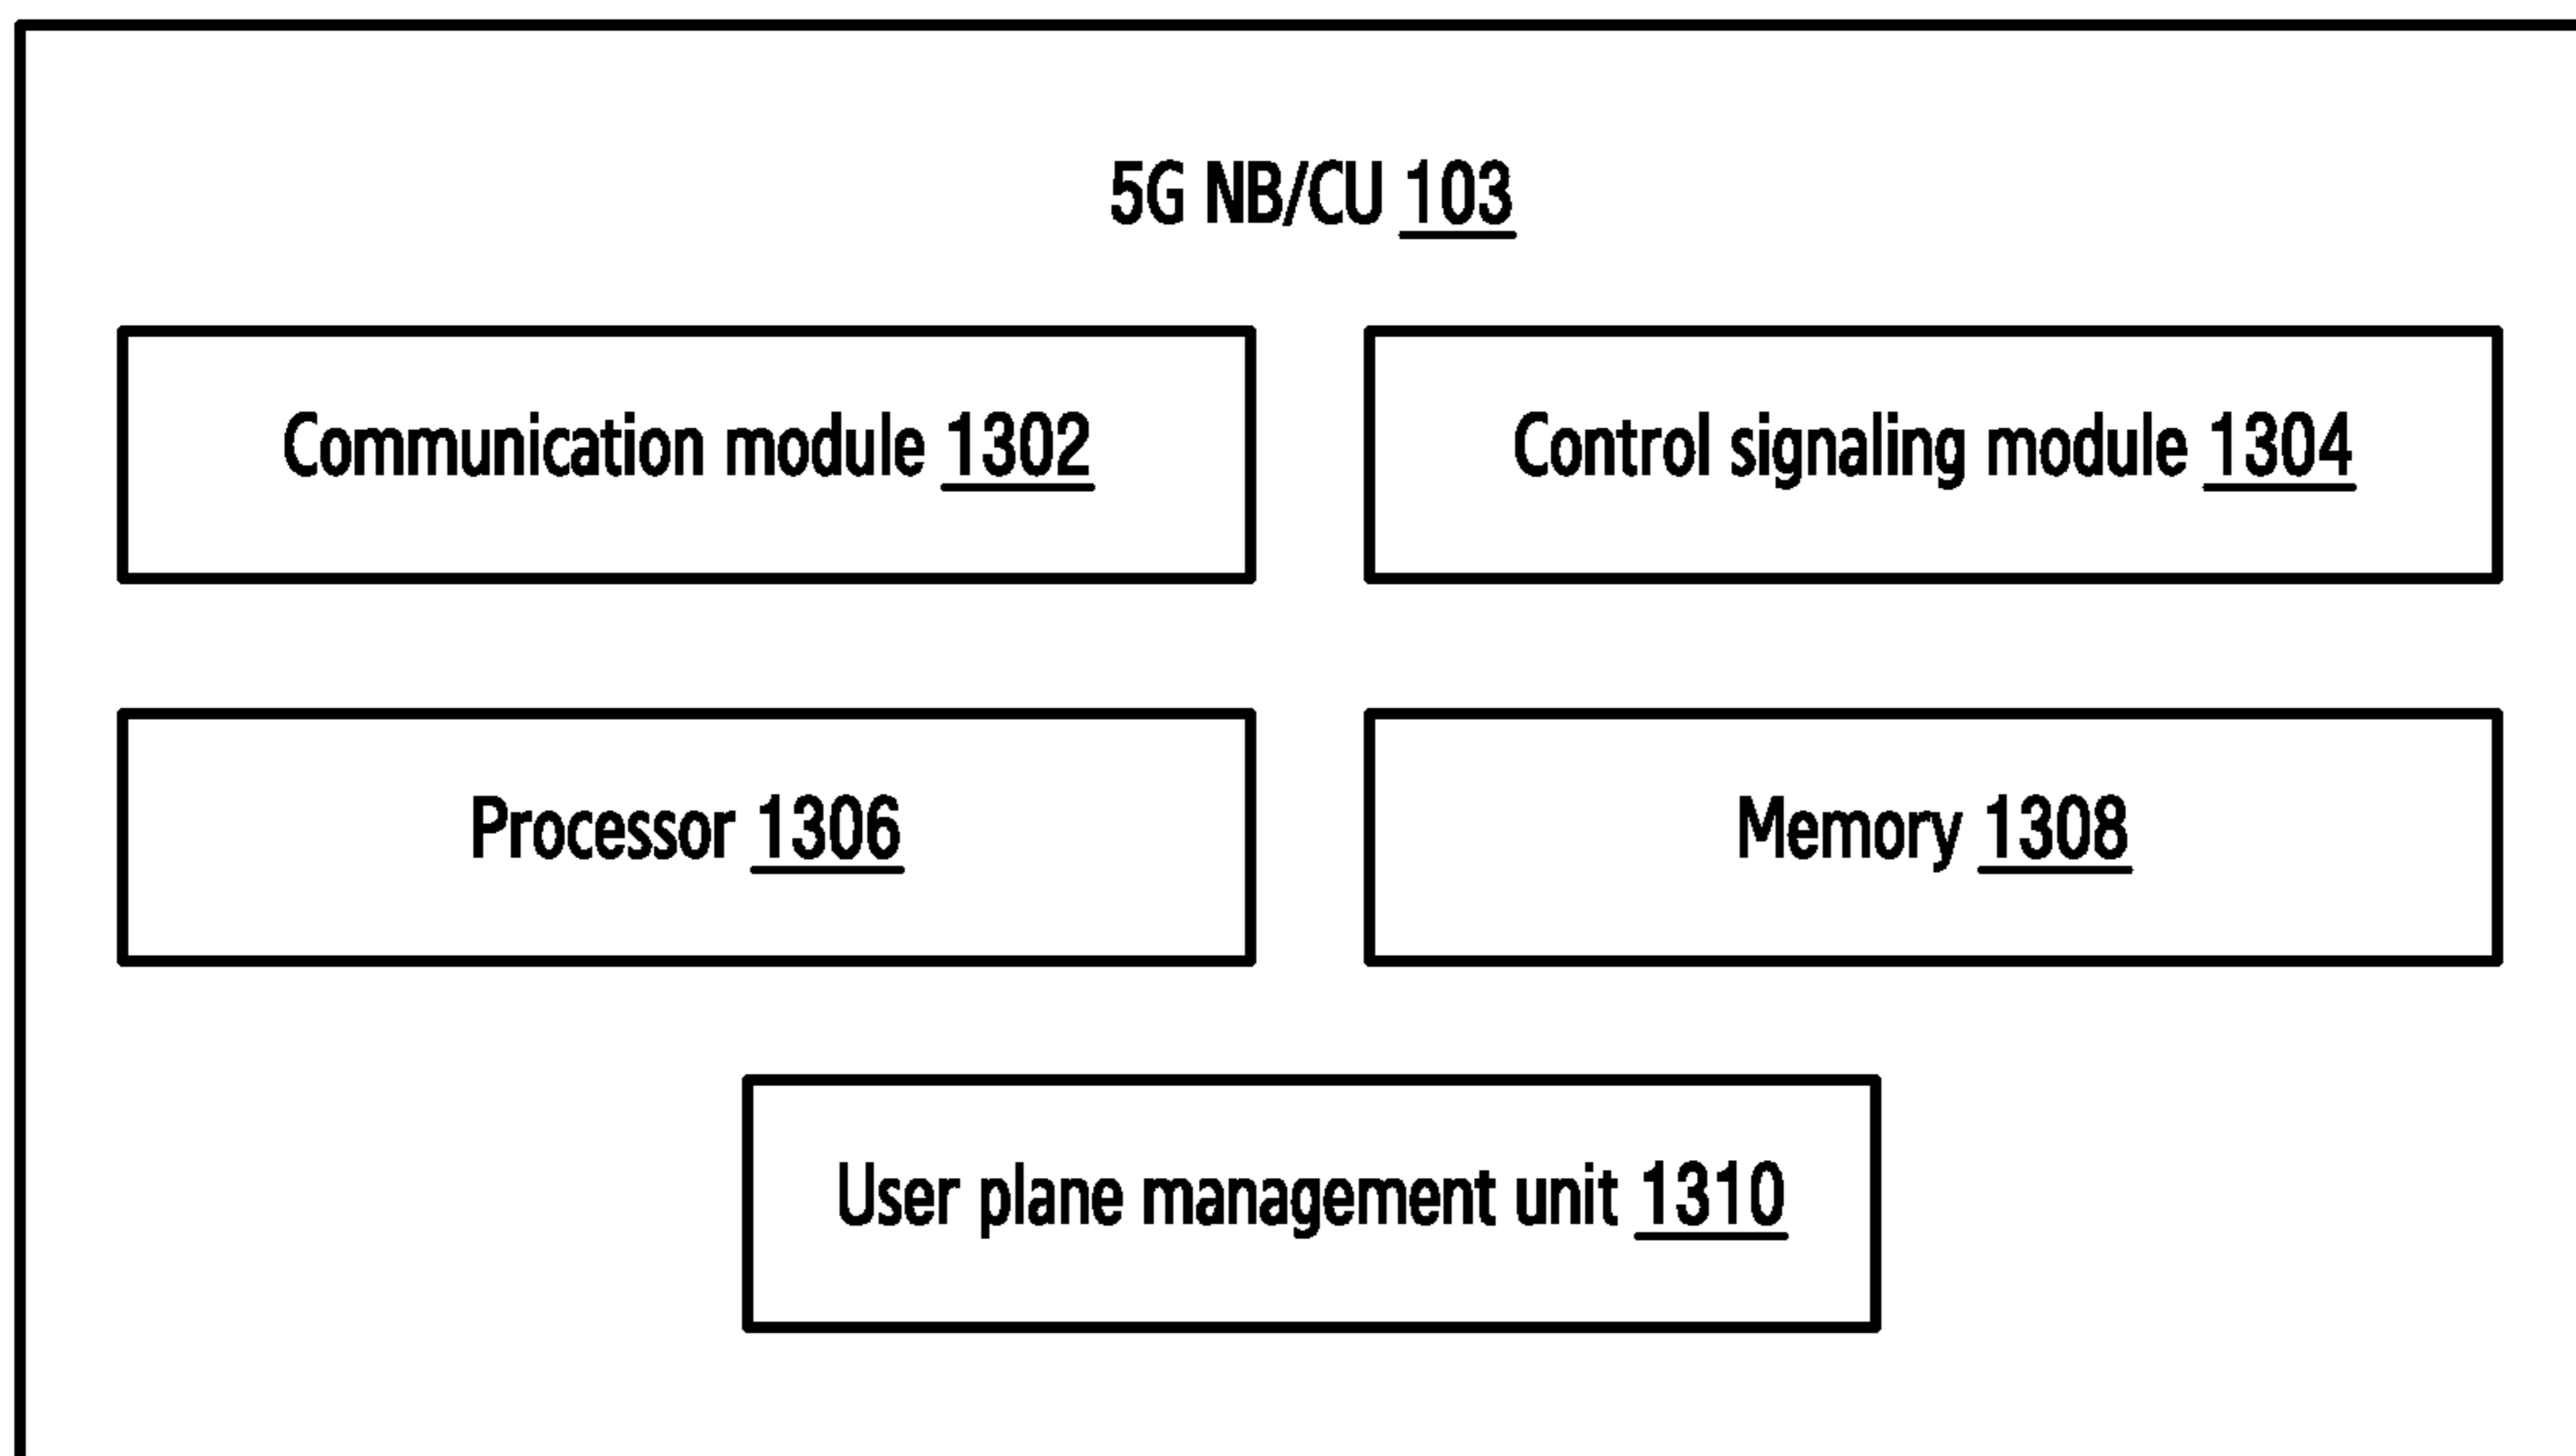 5G NB/CU 103
Communication module 1302
Control signaling module 1304
Processor 1306
Memory 1308
User plane management unit 1310